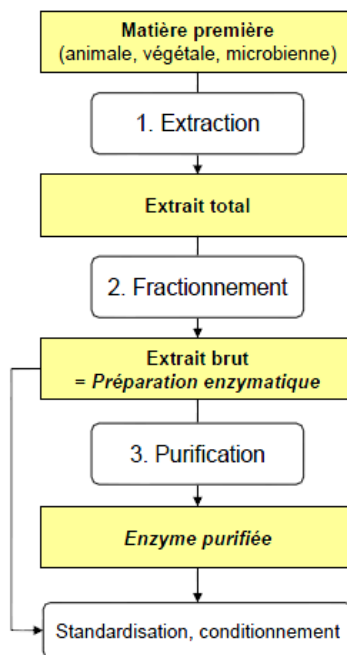 Matière première
(animale, végétale, microbienne)
1. Extraction
Extrait total
2. Fractionnement
Extrait brut
= Préparation enzymatique
3. Purification
Enzyme purifiée
Standardisation, conditionnement